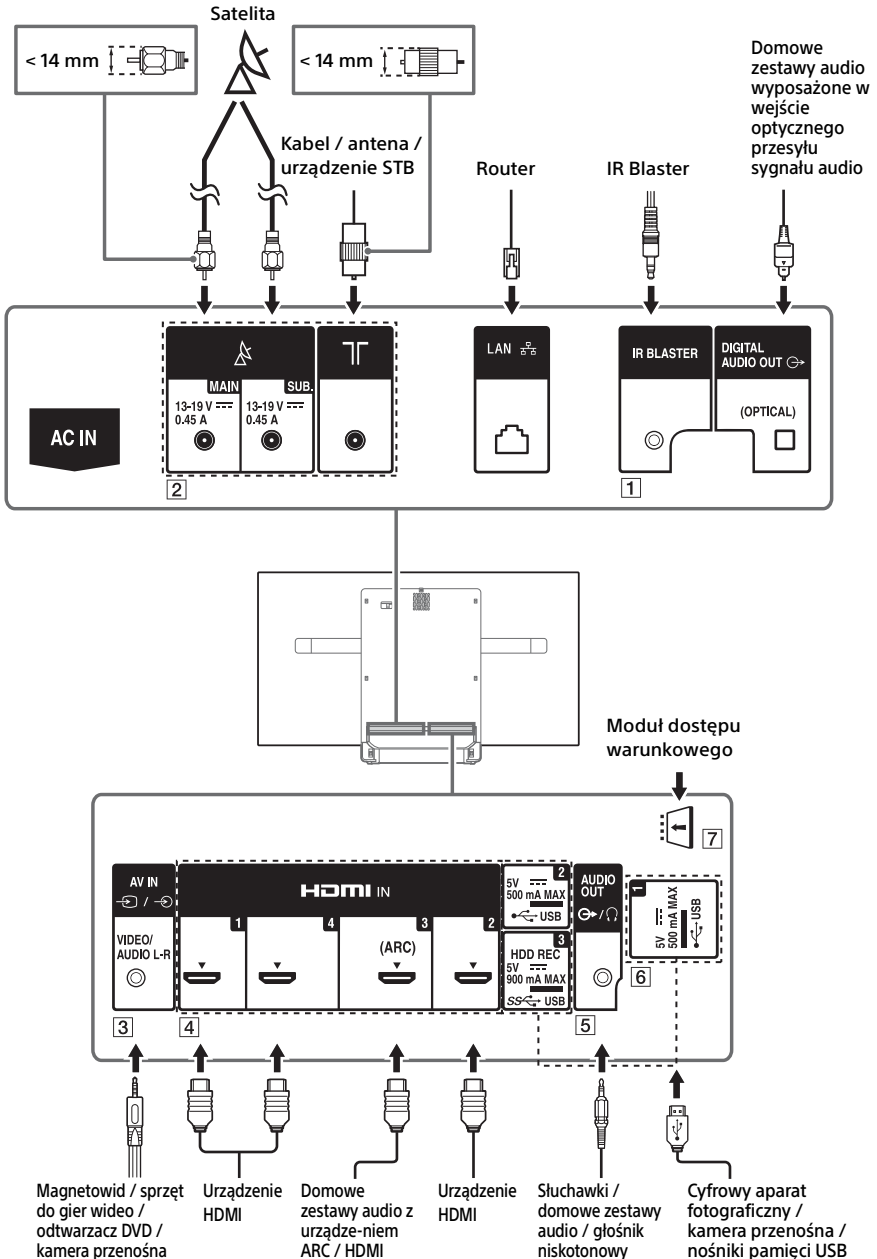 Satelita
< 14 mm
< 14 mm
Domowe
zestawy audio
wyposażone w
wejście
optycznego
przesyłu
sygnału audio
Kabel / antena /
urządzenie STB
Router
IR Blaster
AC IN
MAIN
13-19 V
0.45 A
SUB.
13-19 V
0.45 A
2
LAN
IR BLASTER
DIGITAL
AUDIO OUT
(OPTICAL)
1
Moduł dostępu
warunkowego
7
AV IN
/
VIDEO/
AUDIO L-R
3
HDMI IN
1
4
3
(ARC)
2
4
2
5V
500 mA MAX
USB
3
HDD REC
5V
900 mA MAX
SS USB
AUDIO
OUT
/
5
1
5V
500 mA MAX
USB
6
Magnetowid / sprzęt
do gier wideo /
odtwarzacz DVD /
kamera przenośna
Urządzenie
HDMI
Domowe
zestawy audio z
urządze-niem
ARC / HDMI
Urządzenie
HDMI
Słuchawki /
domowe zestawy
audio / głośnik
niskotonowy
Cyfrowy aparat
fotograficzny /
kamera przenośna /
nośniki pamięci USB